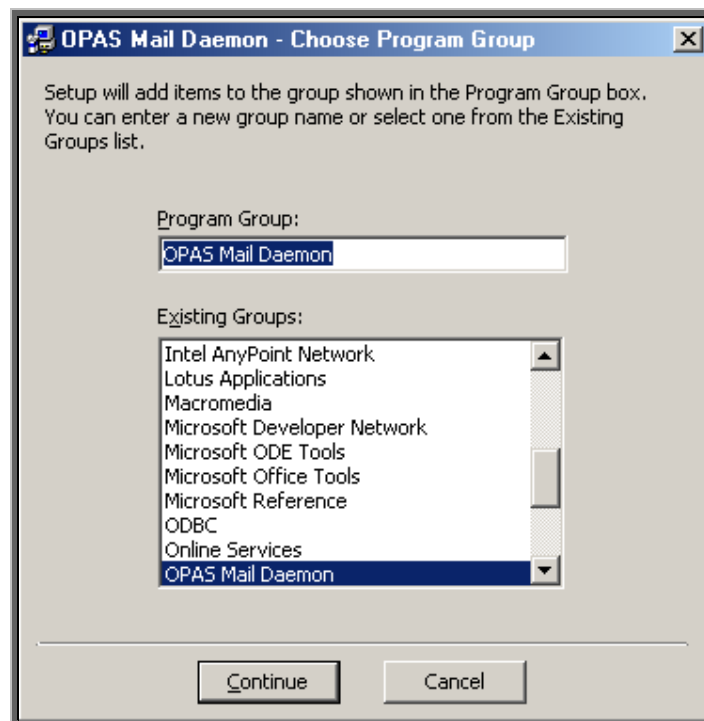 OPAS Mail Daemon - Choose Program Group
Setup will add items to the group shown in the Program Group box.
You can enter a new group name or select one from the Existing
Groups list.
Program Group:
OPAS Mail Daemon
Existing Groups:
Intel AnyPoint Network
Lotus Applications
Macromedia
Microsoft Developer Network
Microsoft ODE Tools
Microsoft Office Tools
Microsoft Reference
ODBC
Online Services
OPAS Mail Daemon
Continue
Cancel